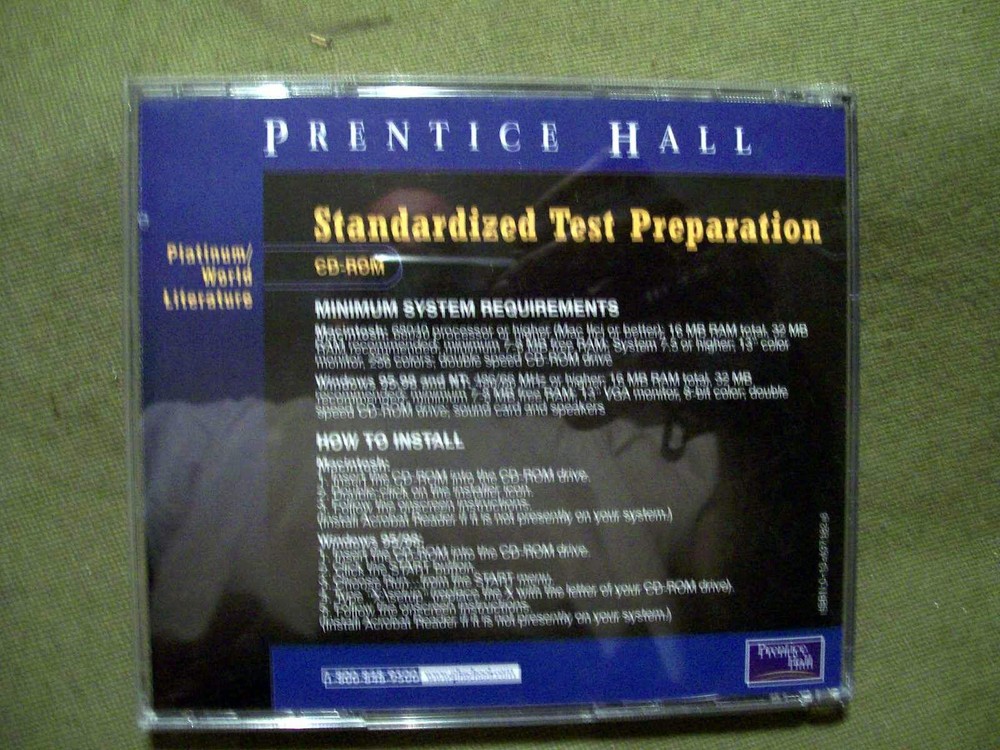 PRENTICE HALL
Standardized Test Preparation
CD-ROM
Platinum/
World
Literature
MINIMUM SYSTEM REQUIREMENTS
Macintosh: 68040 processor or higher (Mac IIci or better), 16 MB RAM total, 32 MB
RAM recommended, minimum 7.5 MB free RAM, System 7.5 or higher, 13" color
monitor, 256 colors, double speed CD-ROM drive
Windows 95,98 and NT: MHz or higher, 16 MB RAM total, 32 MB
recommended, minimum 7.5 MB free RAM, 13" VGA monitor, 8-bit color, double
speed CD-ROM drive, sound card and speakers
HOW TO INSTALL
Macintosh:
1. Insert the CD-ROM into the CD-ROM drive.
2. Double-click on the installer icon.
3. Follow the onscreen instructions.
(Install Acrobat Reader if it is not presently on your system.)
Windows 95/98:
1. Insert the CD-ROM into the CD-ROM drive.
2. Click the START button.
3. Choose "Run" from the START menu.
4. Type "X:\setup" (replace the X with the letter of your CD-ROM drive).
5. Follow the onscreen instructions.
(Install Acrobat Reader if it is not presently on your system.)
Prentice
Hall